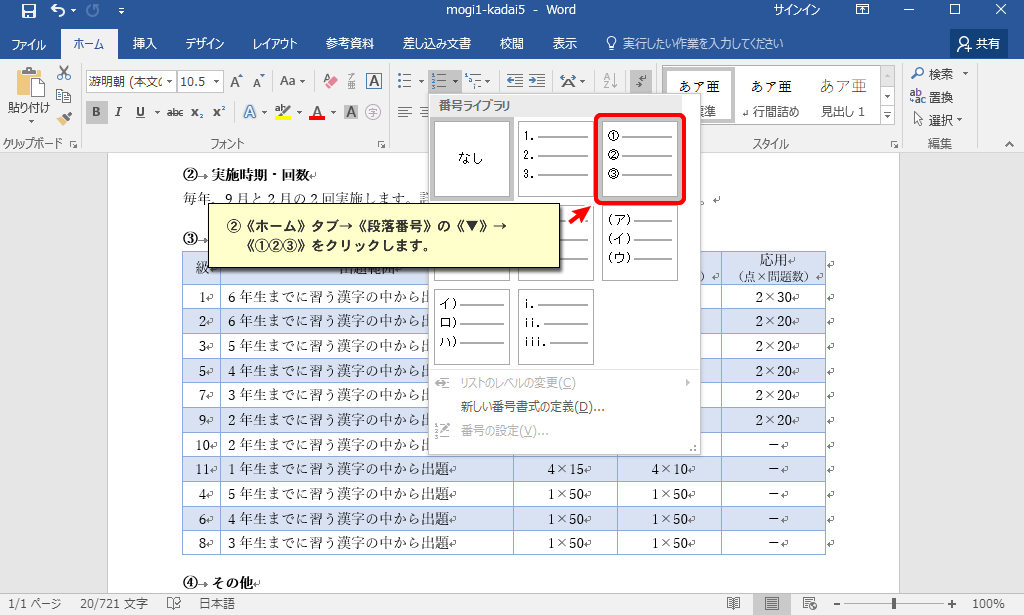 mogi1-kadai5 - Word
サインイン
ファイル ホーム 挿入 デザイン レイアウト 参考資料 差し込み文書 校閲 表示 実行したい作業を入力してください 共有
貼り付け
クリップボード
游明朝 (本文の 10.5
B I U abc x₂ x²
フォント
あア亜 あア亜 あア亜
標準 行間詰め 見出し 1
スタイル
検索
置換
選択
編集
番号ライブラリ
なし
1.
2.
3.
①
②
③
(ア)
(イ)
(ウ)
イ)
ロ)
ハ)
i.
ii.
iii.
リストのレベルの変更(C)
新しい番号書式の定義(D)...
番号の設定(V)...
②《ホーム》タブ→《段落番号》の《▼》→
《①②③》をクリックします。
② 実施時期・回数
毎年、9月と2月の2回実施します。
③
級 出題範囲 応用
(点×問題数)
1 6年生までに習う漢字の中から出 2×30
2 6年生までに習う漢字の中から出 2×20
3 5年生までに習う漢字の中から出 2×20
5 4年生までに習う漢字の中から出 2×20
7 3年生までに習う漢字の中から出 2×20
9 2年生までに習う漢字の中から出 2×20
10 2年生までに習う漢字の中から出 －
11 1年生までに習う漢字の中から出題 4×15 4×10 －
4 5年生までに習う漢字の中から出題 1×50 1×50 －
6 4年生までに習う漢字の中から出題 1×50 1×50 －
8 3年生までに習う漢字の中から出題 1×50 1×50 －
④ その他
1/1 ページ 20/721 文字 日本語 100%